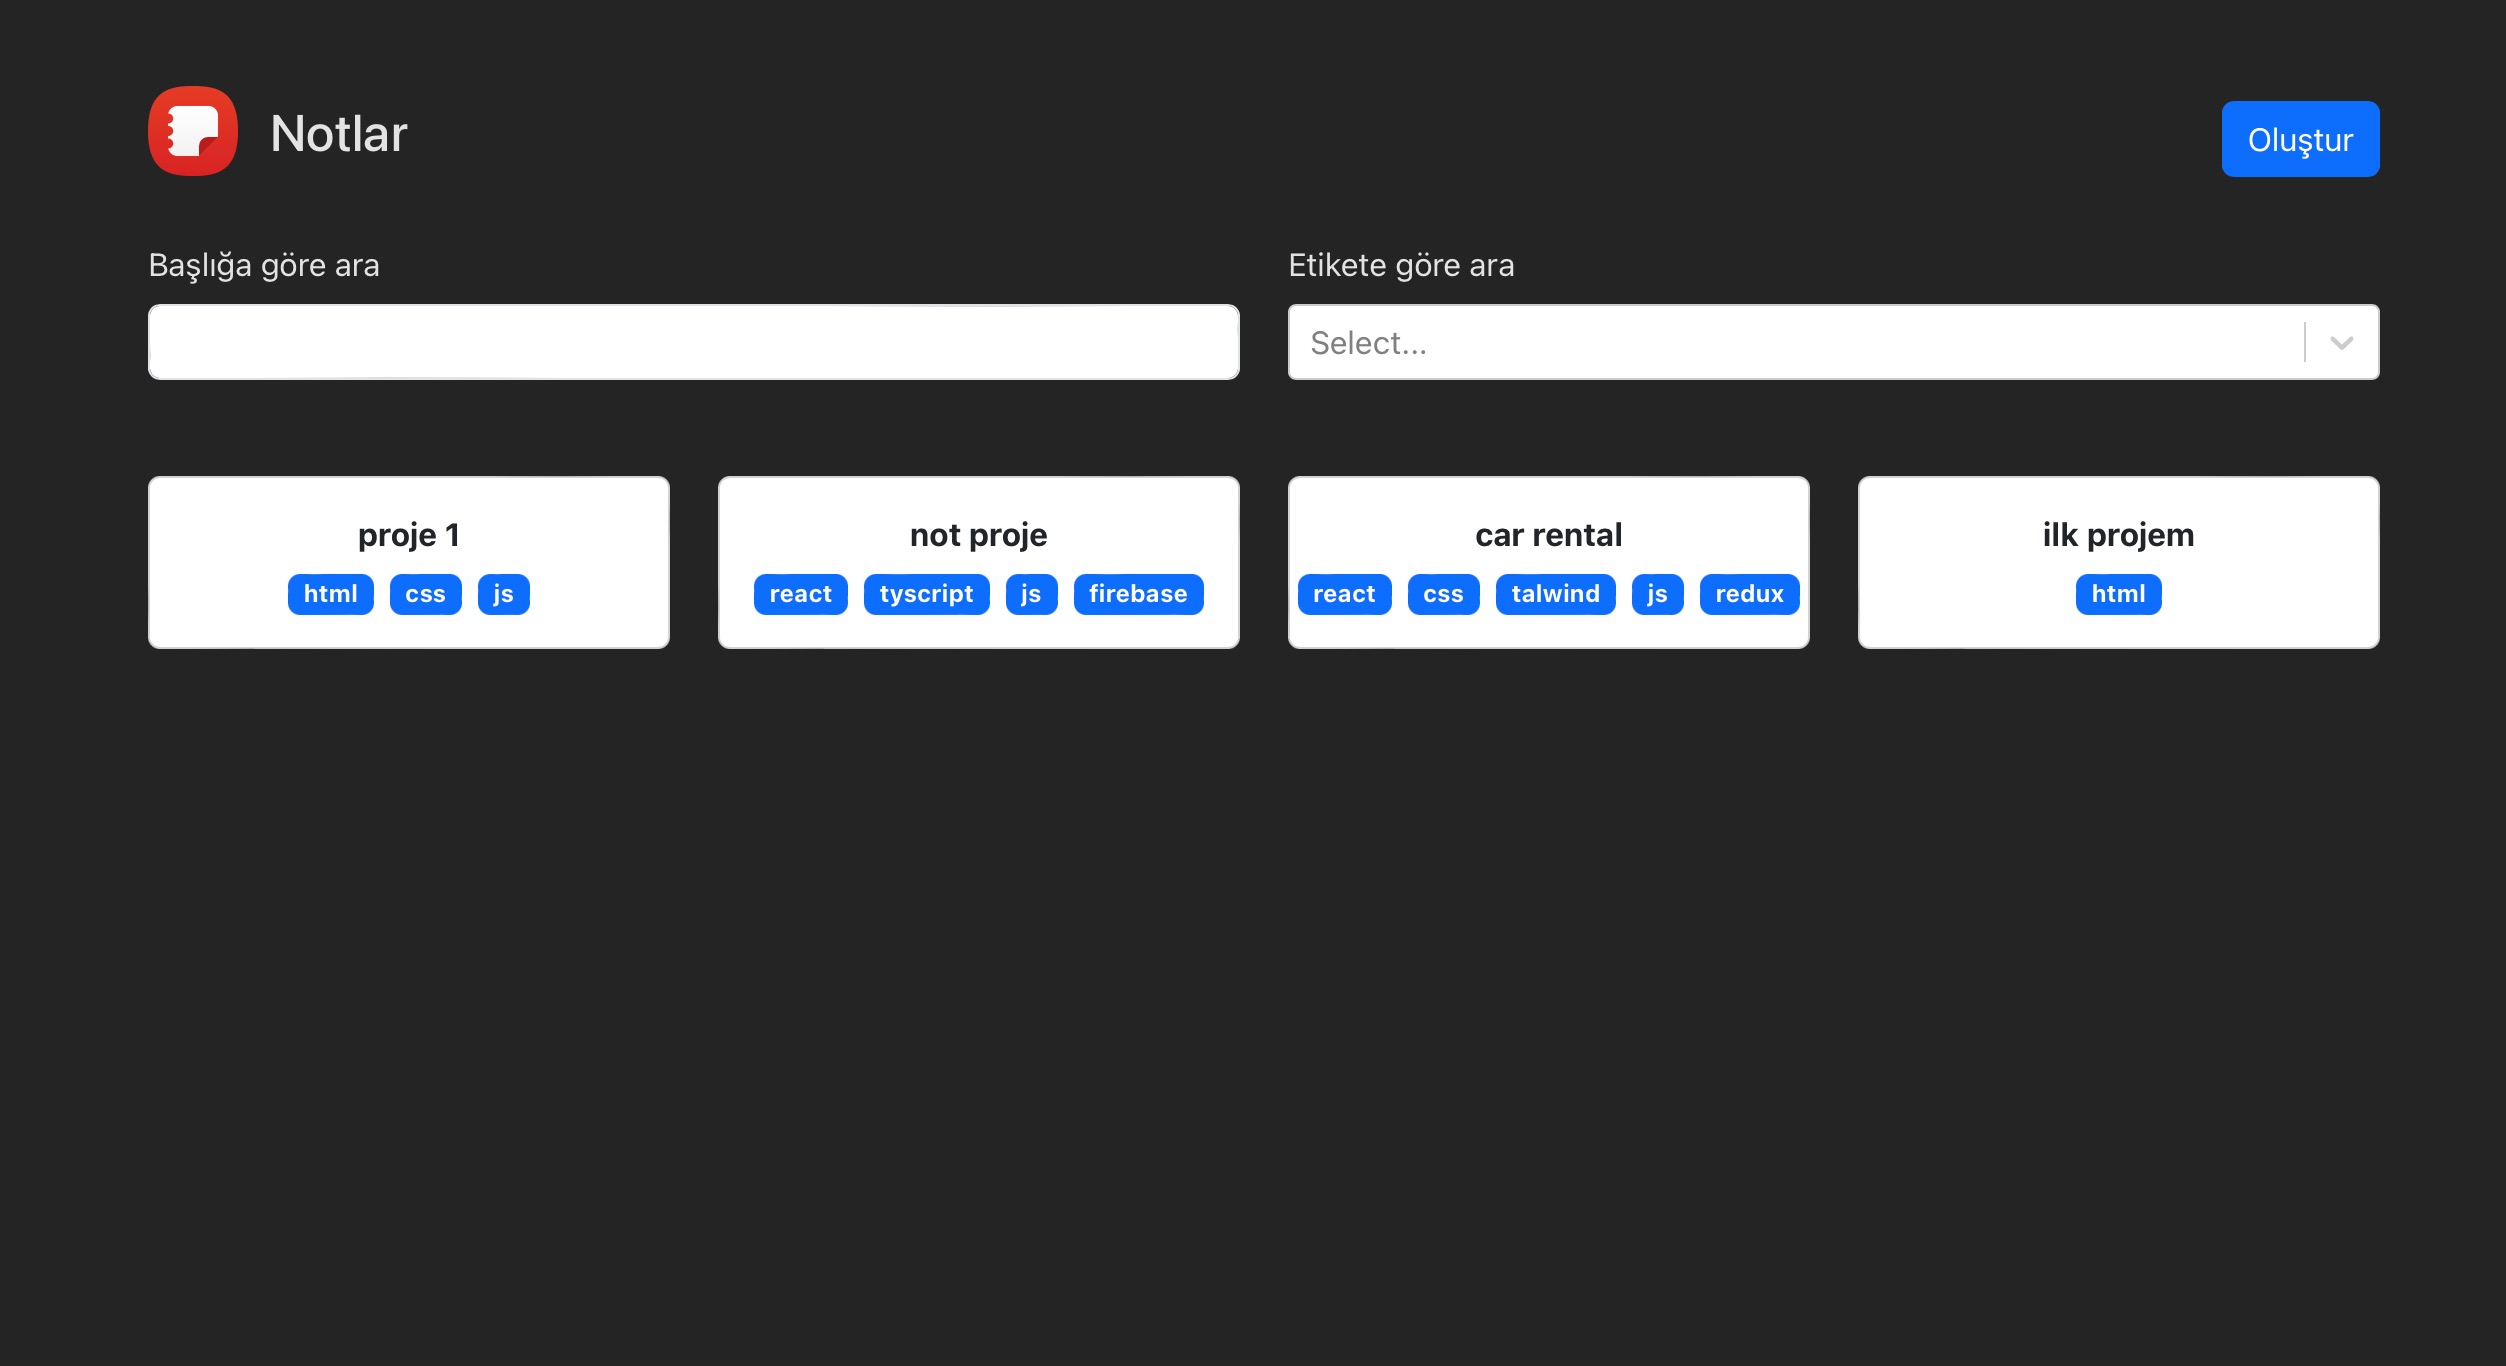 Notlar
Oluştur
Başlığa göre ara
Etikete göre ara
Select...
proje 1
html css js
not proje
react tyscript js firebase
car rental
react css talwind js redux
ilk projem
html